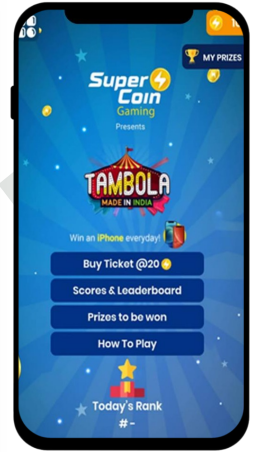 MY PRIZES
Super
Coin
Gaming
Presents
TAMBOLA
MADE IN INDIA
Win an iPhone everyday!
Buy Ticket @20
Scores & Leaderboard
Prizes to be won
How To Play
Today's Rank
# -